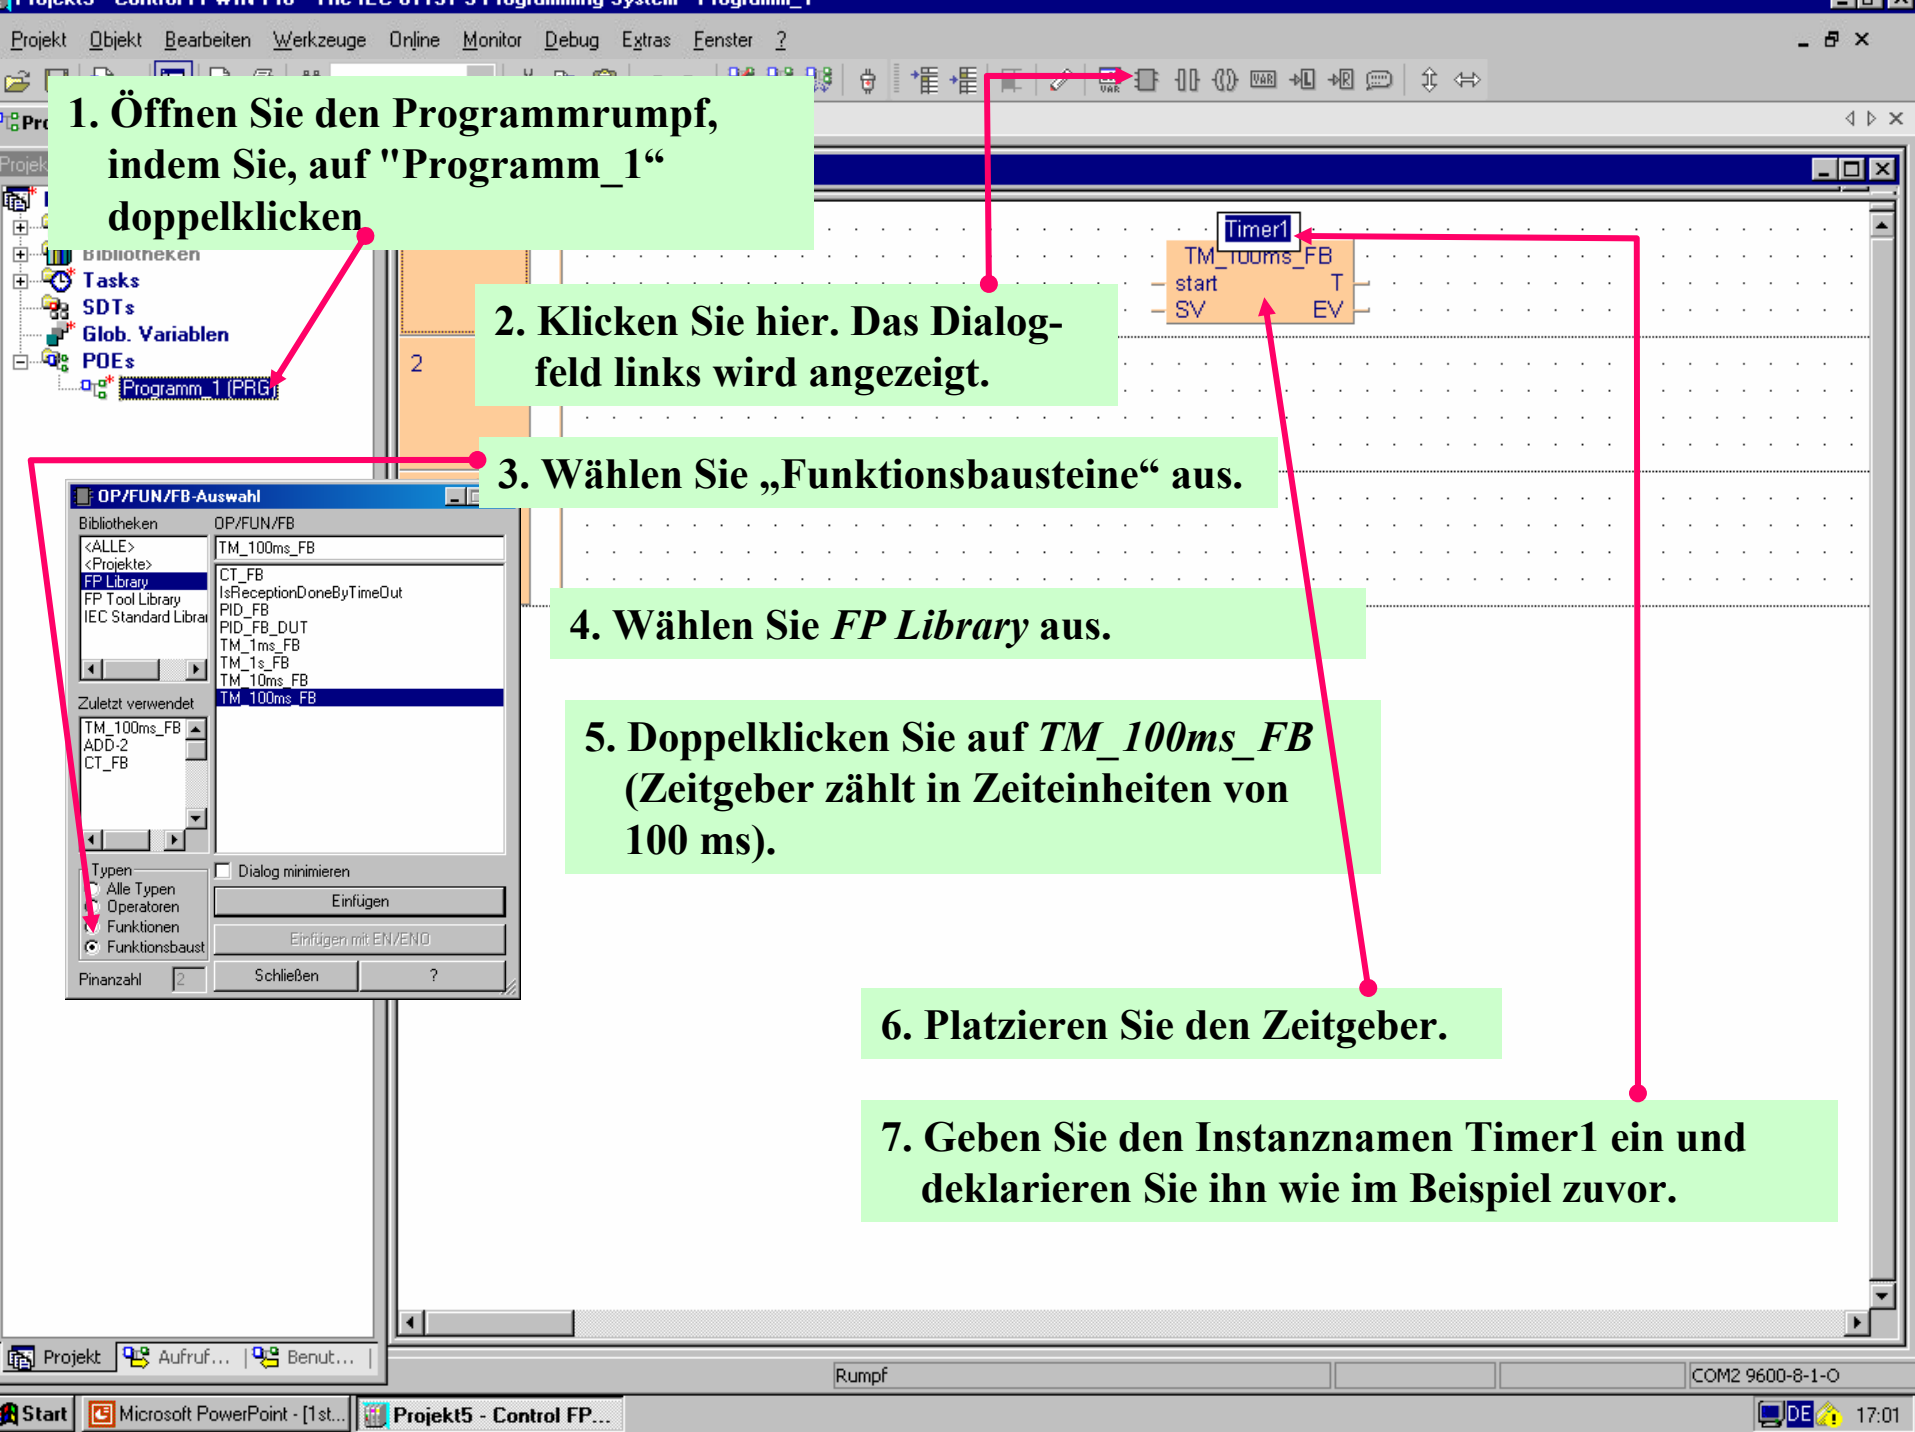 Projekt Objekt Bearbeiten Werkzeuge Online Monitor Debug Extras Fenster ?
1. Öffnen Sie den Programmrumpf,
indem Sie, auf "Programm_1“
doppelklicken
Bibliotheken
Tasks
SDTs
Glob. Variablen
POEs
Programm_1 (PRG)
Timer1
TM_100ms_FB
start T
SV EV
2. Klicken Sie hier. Das Dialog-
feld links wird angezeigt.
2
3. Wählen Sie „Funktionsbausteine“ aus.
OP/FUN/FB-Auswahl
Bibliotheken
<ALLE>
<Projekte>
FP Library
FP Tool Library
IEC Standard Librar
OP/FUN/FB
TM_100ms_FB
CT_FB
IsReceptionDoneByTimeOut
PID_FB
PID_FB_DUT
TM_1ms_FB
TM_1s_FB
TM_10ms_FB
TM_100ms_FB
Zuletzt verwendet
TM_100ms_FB
ADD-2
CT_FB
Typen
Alle Typen
Operatoren
Funktionen
Funktionsbaust
Pinanzahl 2
Dialog minimieren
Einfügen
Einfügen mit EN/ENO
Schließen ?
4. Wählen Sie FP Library aus.
5. Doppelklicken Sie auf TM_100ms_FB
(Zeitgeber zählt in Zeiteinheiten von
100 ms).
6. Platzieren Sie den Zeitgeber.
7. Geben Sie den Instanznamen Timer1 ein und
deklarieren Sie ihn wie im Beispiel zuvor.
Projekt Aufruf... Benut...
Rumpf
COM2 9600-8-1-O
Start Microsoft PowerPoint - [1st... Projekt5 - Control FP... DE 17:01